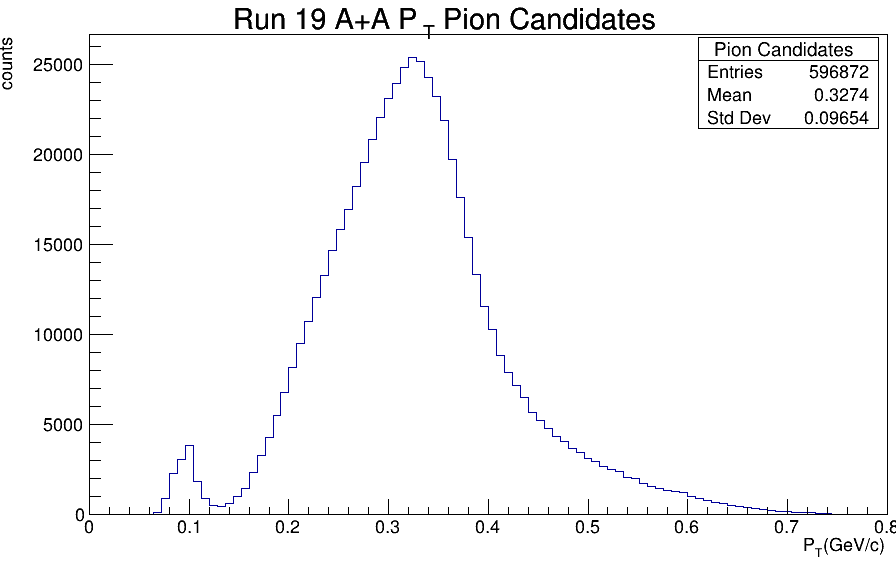 Run 19 A+A P T Pion Candidates
counts
Pion Candidates
Entries 596872
Mean 0.3274
Std Dev 0.09654
25000
20000
15000
10000
5000
0
0 0.1 0.2 0.3 0.4 0.5 0.6 0.7 0.8
P T (GeV/c)